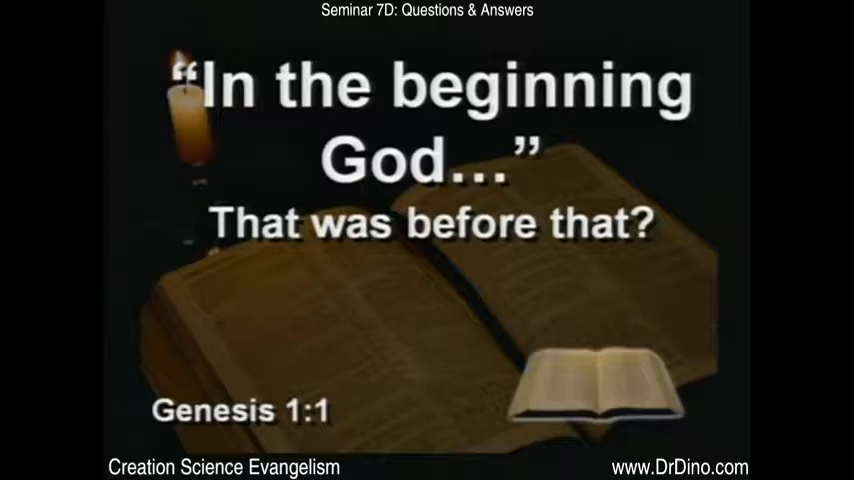 Seminar 7D: Questions & Answers
“In the beginning
God…”
That was before that?
Genesis 1:1
Creation Science Evangelism
www.DrDino.com